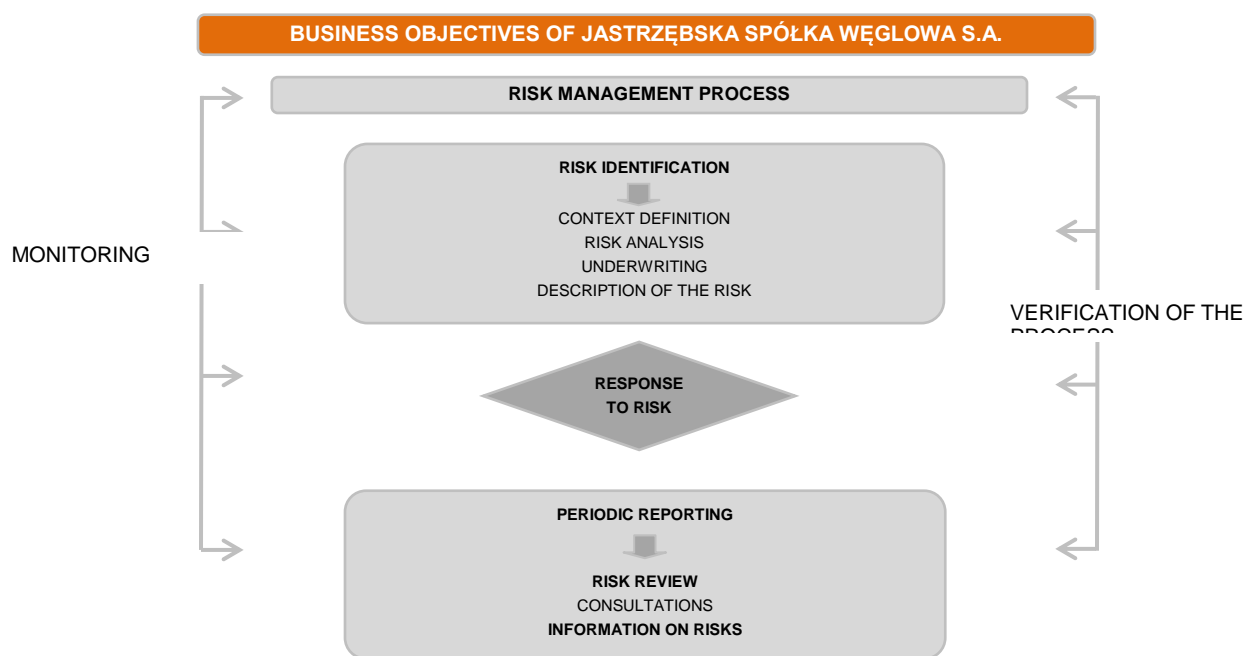 BUSINESS OBJECTIVES OF JASTRZĘBSKA SPÓŁKA WĘGLOWA S.A.
RISK MANAGEMENT PROCESS
RISK IDENTIFICATION
CONTEXT DEFINITION
RISK ANALYSIS
UNDERWRITING
DESCRIPTION OF THE RISK
MONITORING
VERIFICATION OF THE
PROCESS
RESPONSE
TO RISK
PERIODIC REPORTING
RISK REVIEW
CONSULTATIONS
INFORMATION ON RISKS